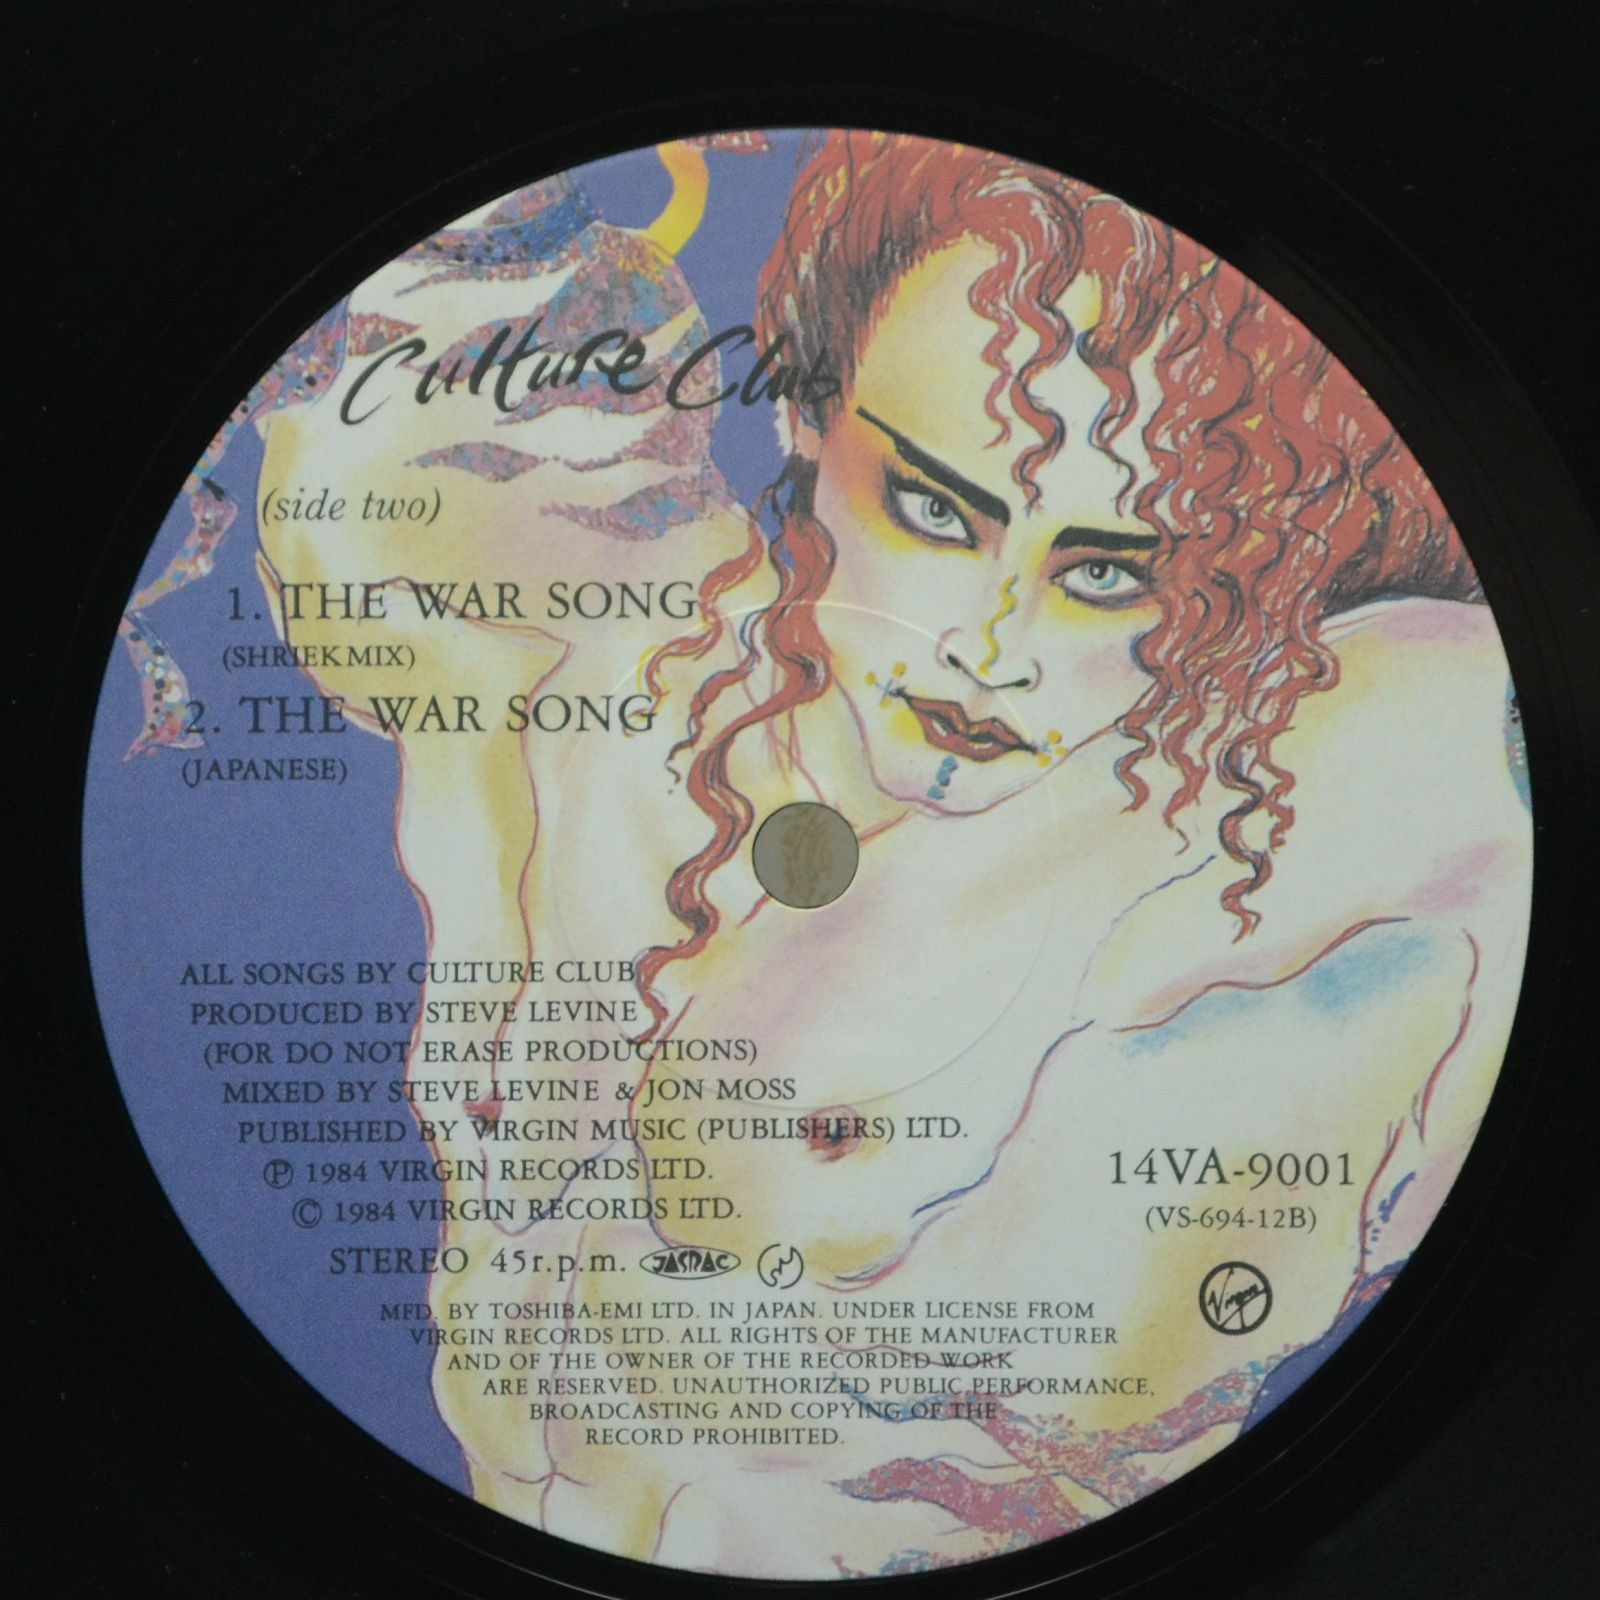 Culture Club
(side two)
1. THE WAR SONG
(SHRIEK MIX)
2. THE WAR SONG
(JAPANESE)
ALL SONGS BY CULTURE CLUB
PRODUCED BY STEVE LEVINE
(FOR DO NOT ERASE PRODUCTIONS)
MIXED BY STEVE LEVINE & JON MOSS
PUBLISHED BY VIRGIN MUSIC (PUBLISHERS) LTD.
℗ 1984 VIRGIN RECORDS LTD.
© 1984 VIRGIN RECORDS LTD.
14VA-9001
(VS-694-12B)
STEREO 45r.p.m. JASRAC
Virgin
MFD. BY TOSHIBA-EMI LTD. IN JAPAN. UNDER LICENSE FROM
VIRGIN RECORDS LTD. ALL RIGHTS OF THE MANUFACTURER
AND OF THE OWNER OF THE RECORDED WORK
ARE RESERVED. UNAUTHORIZED PUBLIC PERFORMANCE,
BROADCASTING AND COPYING OF THE
RECORD PROHIBITED.